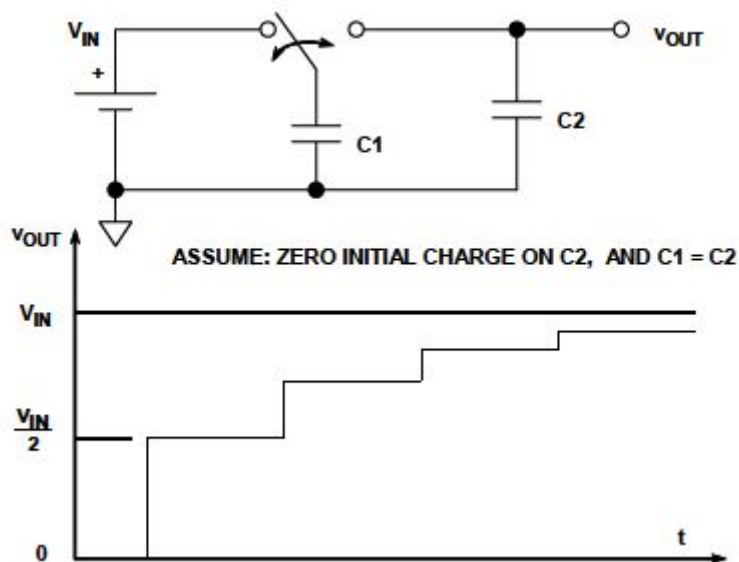 VIN
vOUT
+
C2
C1
vOUT
ASSUME: ZERO INITIAL CHARGE ON C2, AND C1 = C2
VIN
VIN
2
t
0